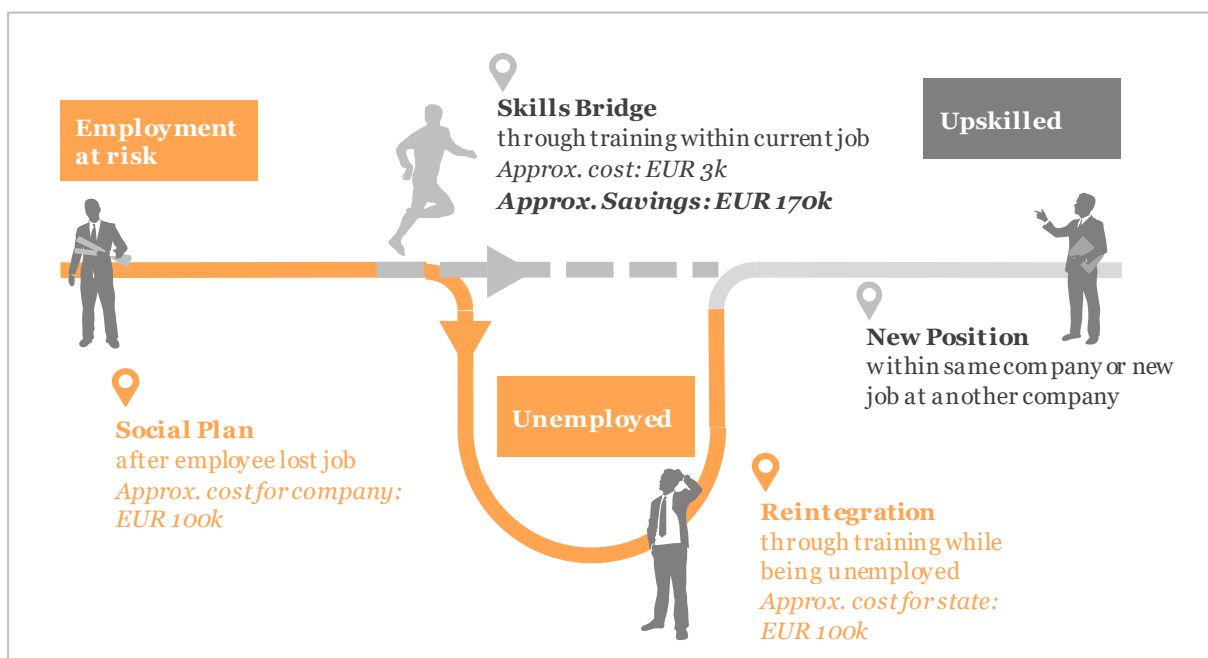 Employment
at risk
Skills Bridge
through training within current job
Approx. cost: EUR 3k
Approx. Savings: EUR 170k
Upskilled
Social Plan
after employee lost job
Approx. cost for company:
EUR 100k
Unemployed
Reintegration
through training while
being unemployed
Approx. cost for state:
EUR 100k
New Position
within same company or new
job at another company